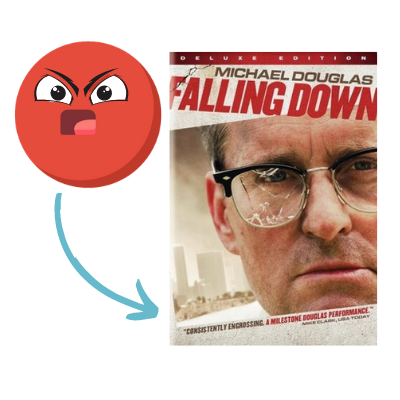 DELUXE EDITION
MICHAEL DOUGLAS
FALLING DOWN
"CONSISTENTLY ENGROSSING. A MILESTONE DOUGLAS PERFORMANCE."
MIKE CLARK, USA TODAY